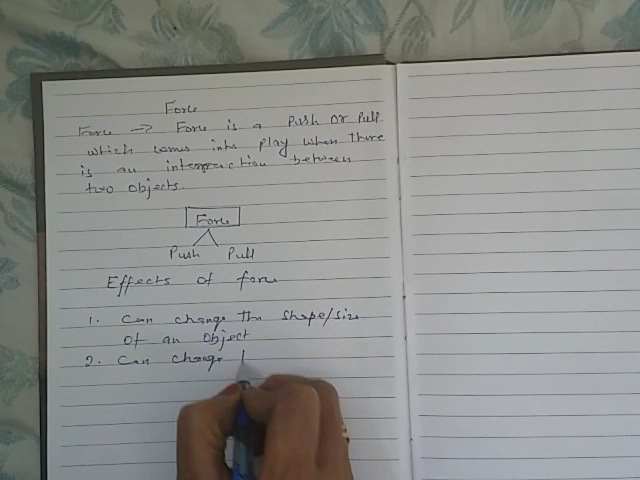 Force
Force → Force is a Push or Pull
which comes into play when there
is an interaction between
two objects.
Force
Push Pull
Effects of force
1. Can change the shape/size
of an object
2. Can change